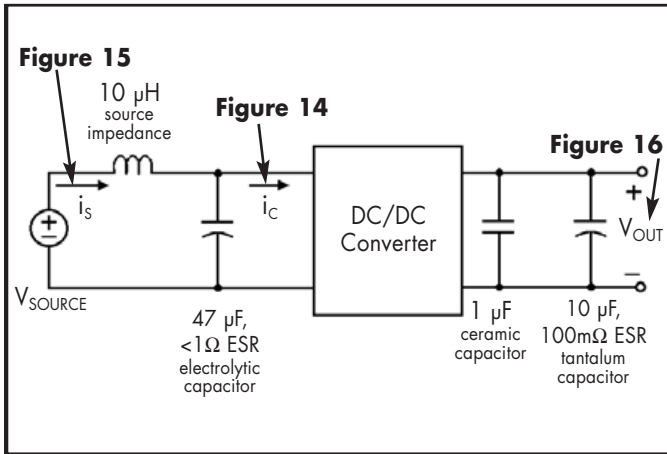 Figure 15
10 µH
source
impedance
Figure 14
Figure 16
i_S
i_C
DC/DC
Converter
+
V_OUT
–
+
–
V_SOURCE
47 µF,
<1Ω ESR
electrolytic
capacitor
1 µF
ceramic
capacitor
10 µF,
100mΩ ESR
tantalum
capacitor